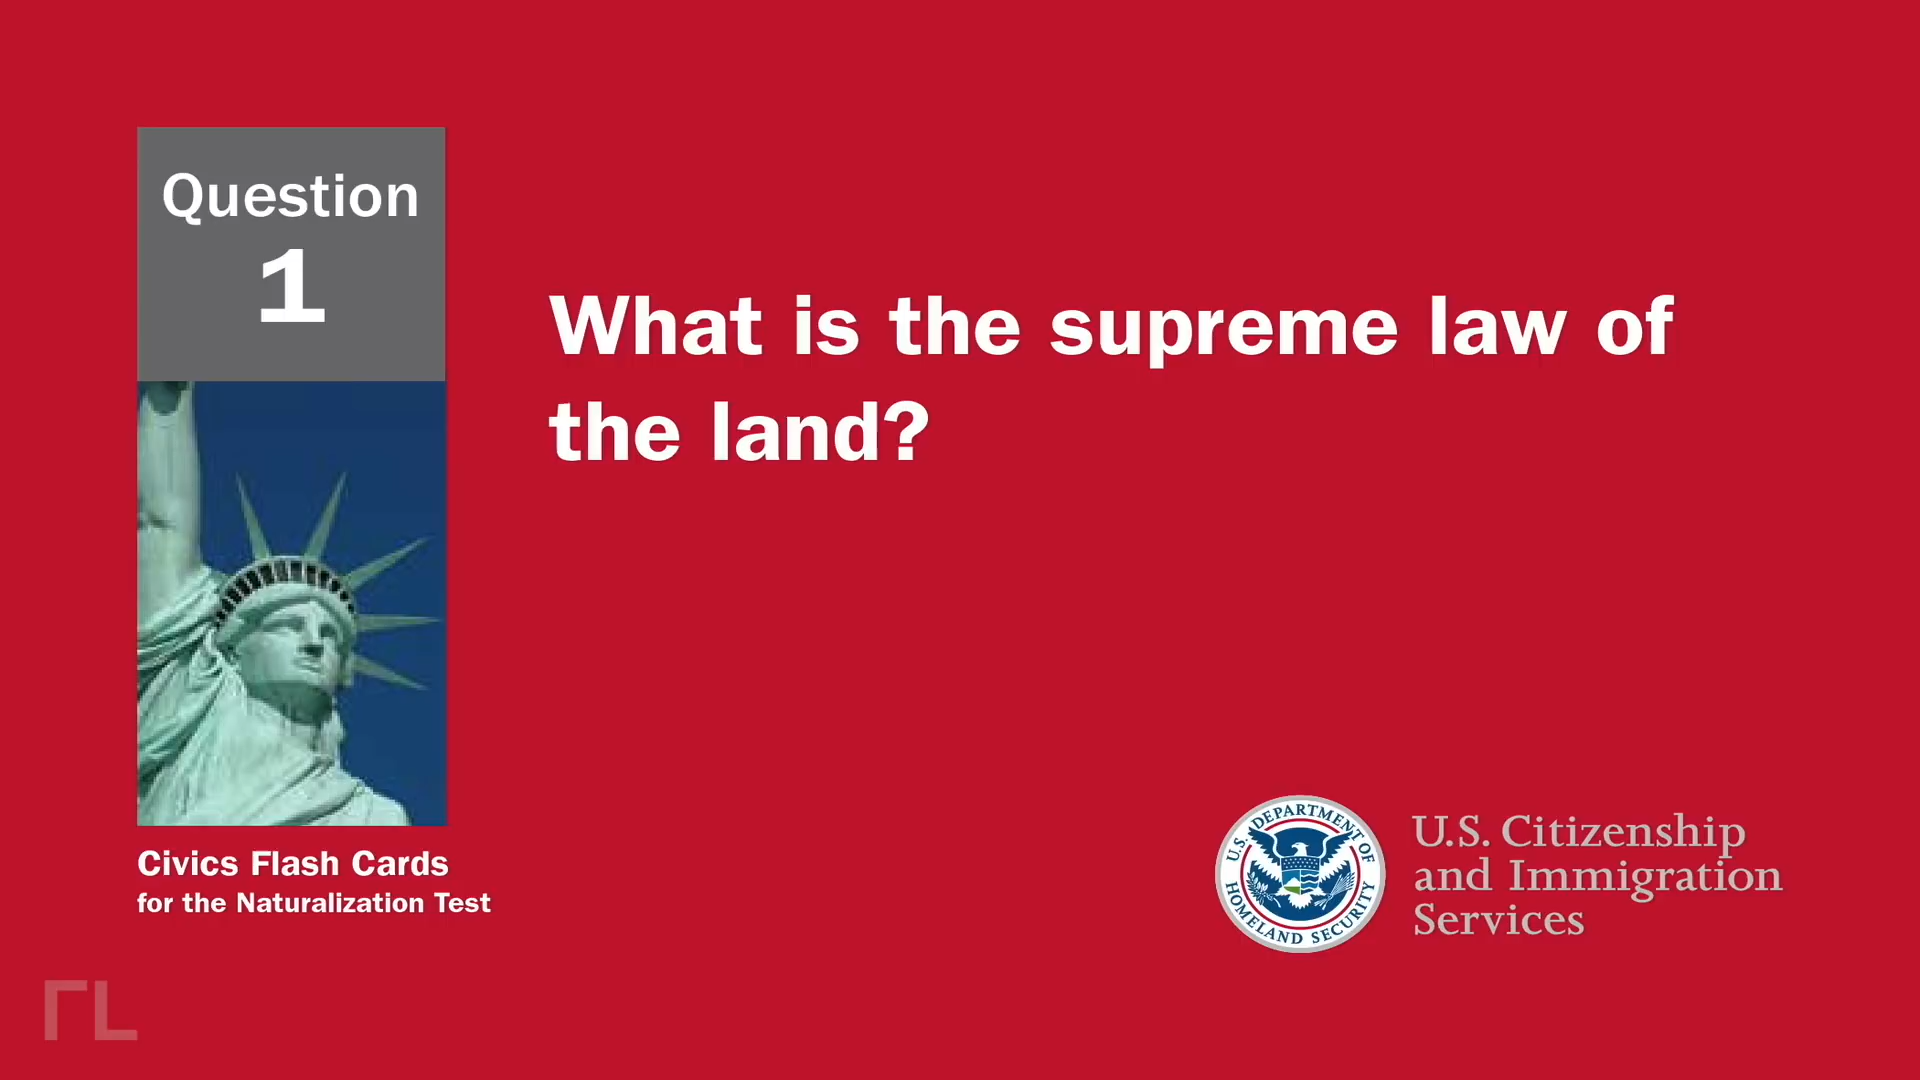 Question
1
What is the supreme law of
the land?
Civics Flash Cards
for the Naturalization Test
U.S. DEPARTMENT OF
HOMELAND SECURITY
U.S. Citizenship
and Immigration
Services